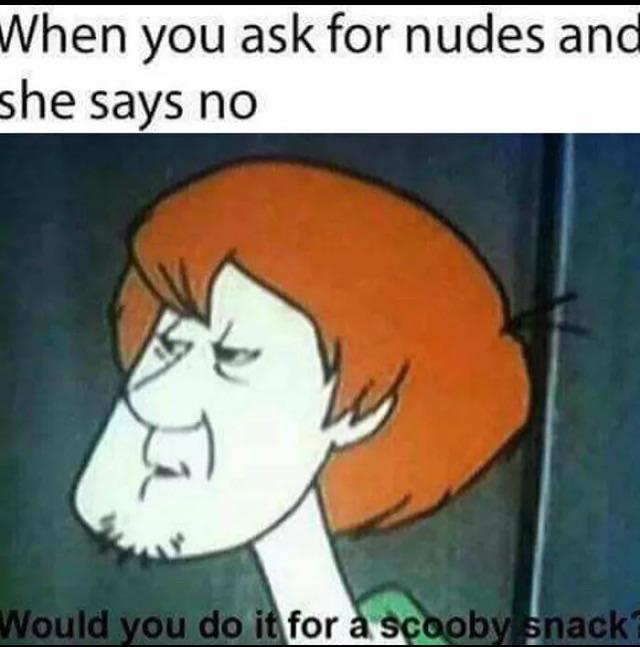 When you ask for nudes and
she says no
Would you do it for a scooby snack?